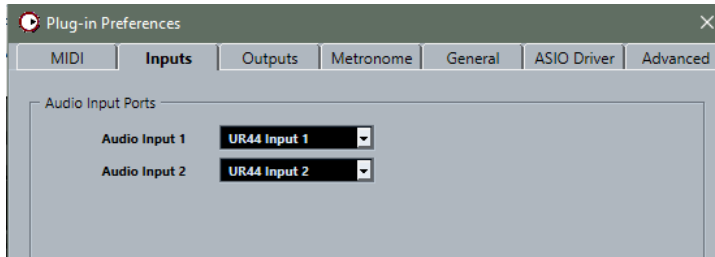 Plug-in Preferences
MIDI Inputs Outputs Metronome General ASIO Driver Advanced
Audio Input Ports
Audio Input 1 UR44 Input 1
Audio Input 2 UR44 Input 2